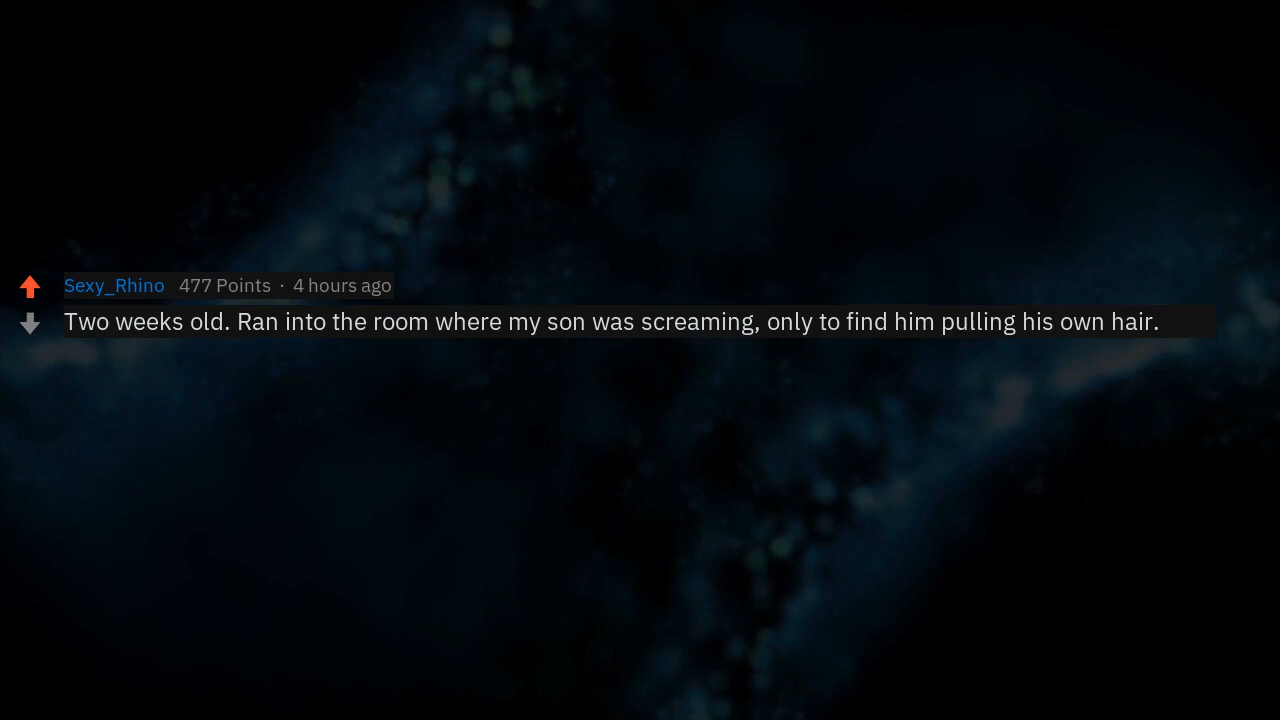 Sexy_Rhino 477 Points · 4 hours ago
Two weeks old. Ran into the room where my son was screaming, only to find him pulling his own hair.